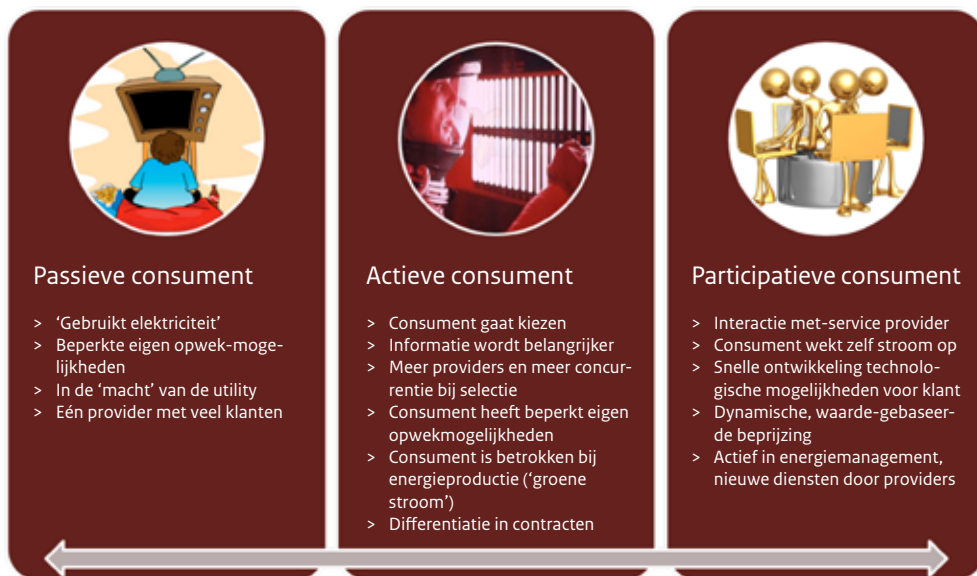 Passieve consument
> ‘Gebruikt elektriciteit’
> Beperkte eigen opwek-moge-
lijkheden
> In de ‘macht’ van de utility
> Eén provider met veel klanten
Actieve consument
> Consument gaat kiezen
> Informatie wordt belangrijker
> Meer providers en meer concur-
rentie bij selectie
> Consument heeft beperkt eigen
opwekmogelijkheden
> Consument is betrokken bij
energieproductie (‘groene
stroom’)
> Differentiatie in contracten
Participatieve consument
> Interactie met-service provider
> Consument wekt zelf stroom op
> Snelle ontwikkeling technolo-
gische mogelijkheden voor klant
> Dynamische, waarde-gebaseer-
de beprijzing
> Actief in energiemanagement,
nieuwe diensten door providers